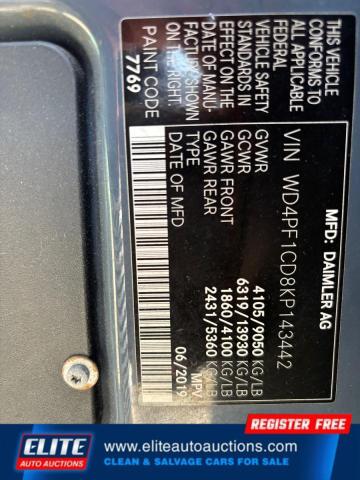 MFD: DAIMLER AG
VIN WD4PF1CD8KP143442
GVWR 4105/9050 KG/LB
GCWR 6319/13930 KG/LB
GAWR FRONT 1860/4100 KG/LB
GAWR REAR 2431/5360 KG/LB
TYPE MPV
DATE OF MFD 06/2019
THIS VEHICLE CONFORMS TO
ALL APPLICABLE
FEDERAL
VEHICLE SAFETY
STANDARDS IN
EFFECT ON THE
DATE OF MANU-
FACTURE SHOWN
PAINT CODE
7769
REGISTER FREE
ELITE
AUTO AUCTIONS
www.eliteautoauctions.com
CLEAN & SALVAGE CARS FOR SALE